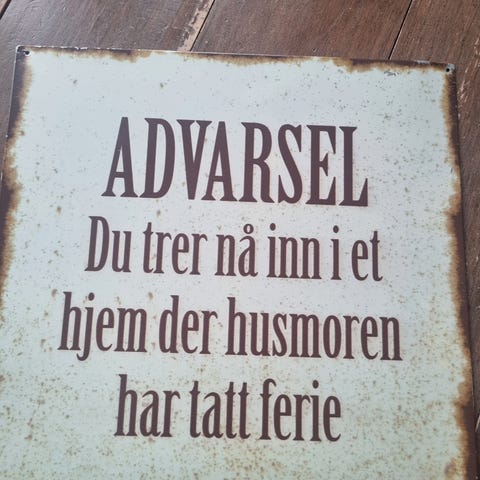 ADVARSEL
Du trer nå inn i et
hjem der husmoren
har tatt ferie